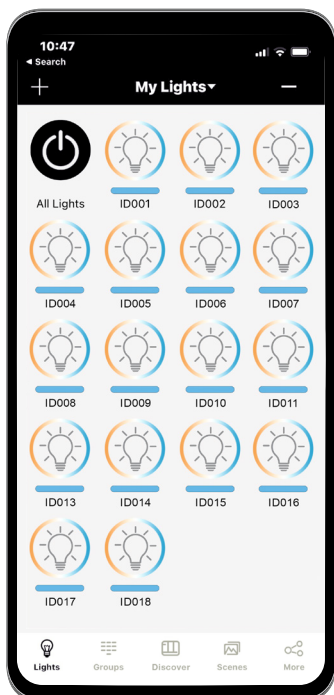 10:47
◂ Search
My Lights▾
All Lights ID001 ID002 ID003
ID004 ID005 ID006 ID007
ID008 ID009 ID010 ID011
ID013 ID014 ID015 ID016
ID017 ID018
Lights Groups Discover Scenes More